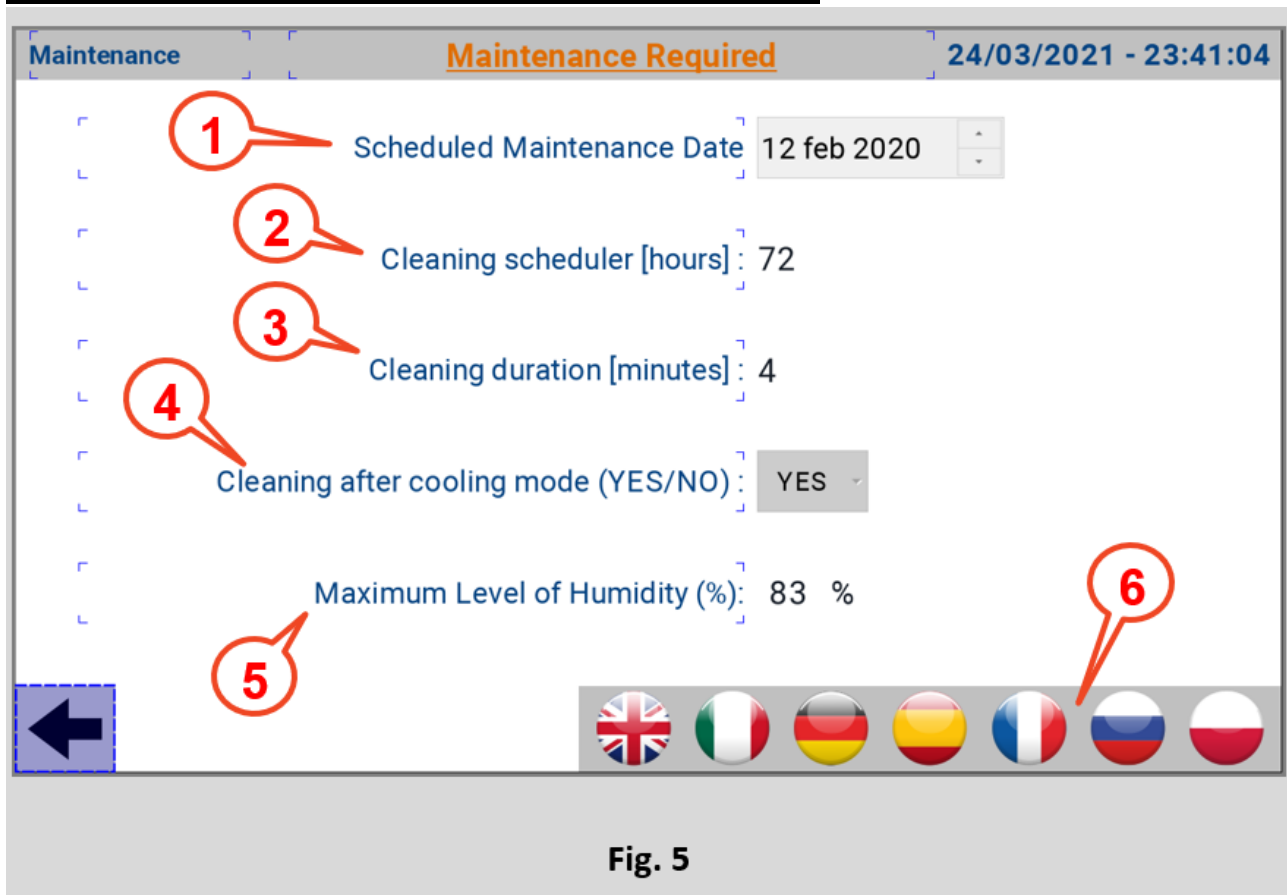 Maintenance Maintenance Required 24/03/2021 - 23:41:04
1 Scheduled Maintenance Date 12 feb 2020
2 Cleaning scheduler [hours] : 72
3 Cleaning duration [minutes] : 4
4 Cleaning after cooling mode (YES/NO) : YES
Maximum Level of Humidity (%): 83 %
5
6
Fig. 5